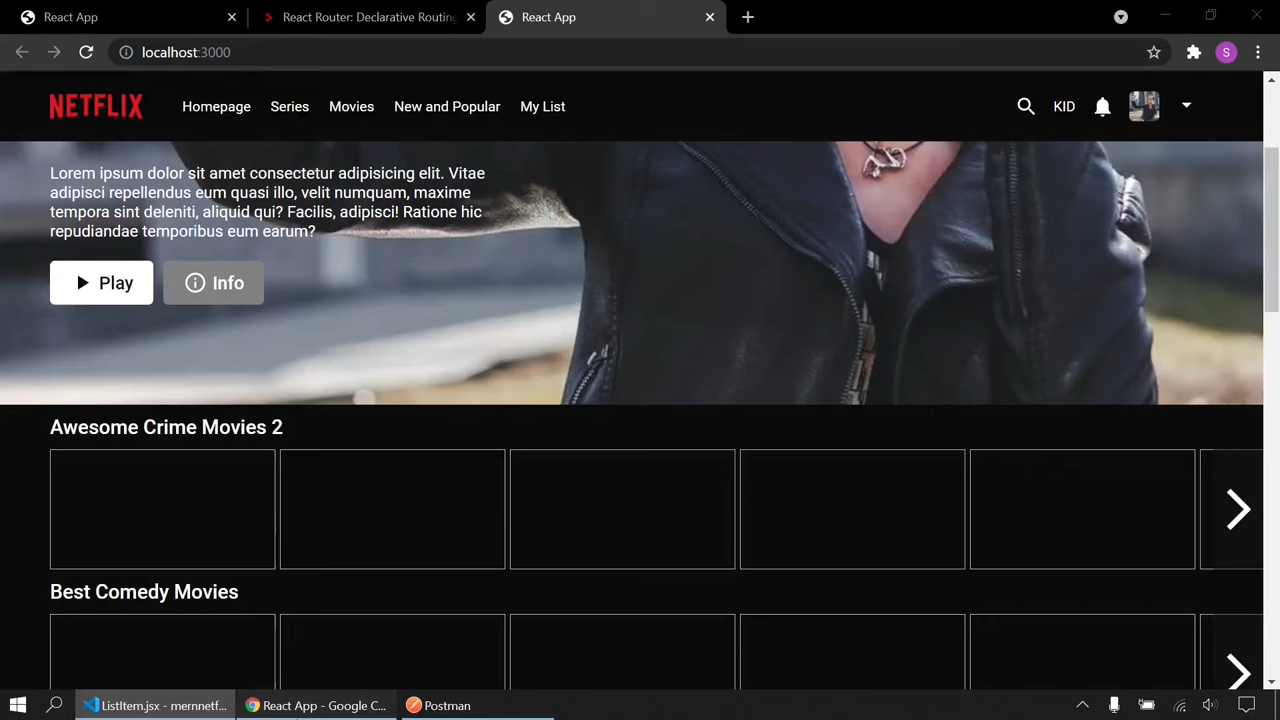 React App
React Router: Declarative Routing
React App
localhost:3000
S
NETFLIX
Homepage
Series
Movies
New and Popular
My List
KID
Lorem ipsum dolor sit amet consectetur adipisicing elit. Vitae
adipisci repellendus eum quasi illo, velit numquam, maxime
tempora sint deleniti, aliquid qui? Facilis, adipisci! Ratione hic
repudiandae temporibus eum earum?
Play
Info
Awesome Crime Movies 2
Best Comedy Movies
ListItem.jsx - mernnetf...
React App - Google C...
Postman